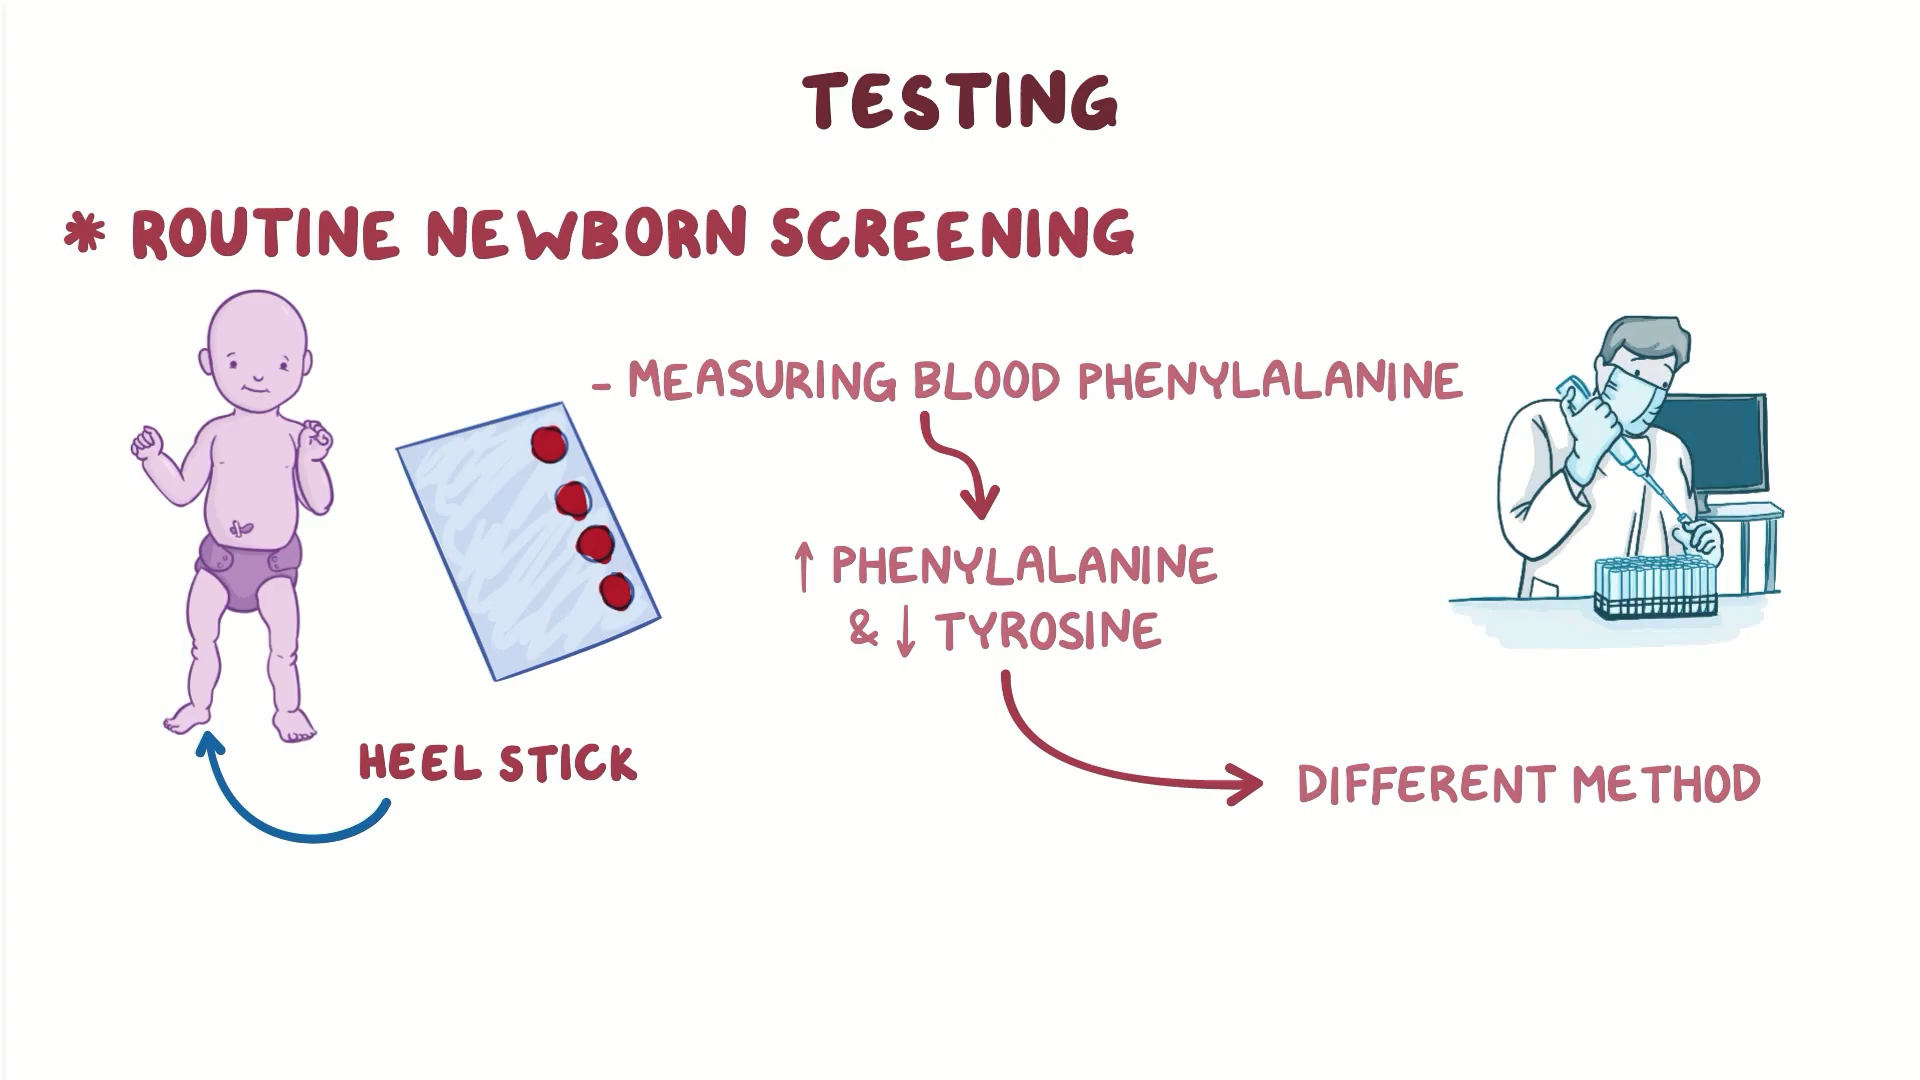 TESTING
* ROUTINE NEWBORN SCREENING
- MEASURING BLOOD PHENYLALANINE
↑ PHENYLALANINE
& ↓ TYROSINE
HEEL STICK
DIFFERENT METHOD